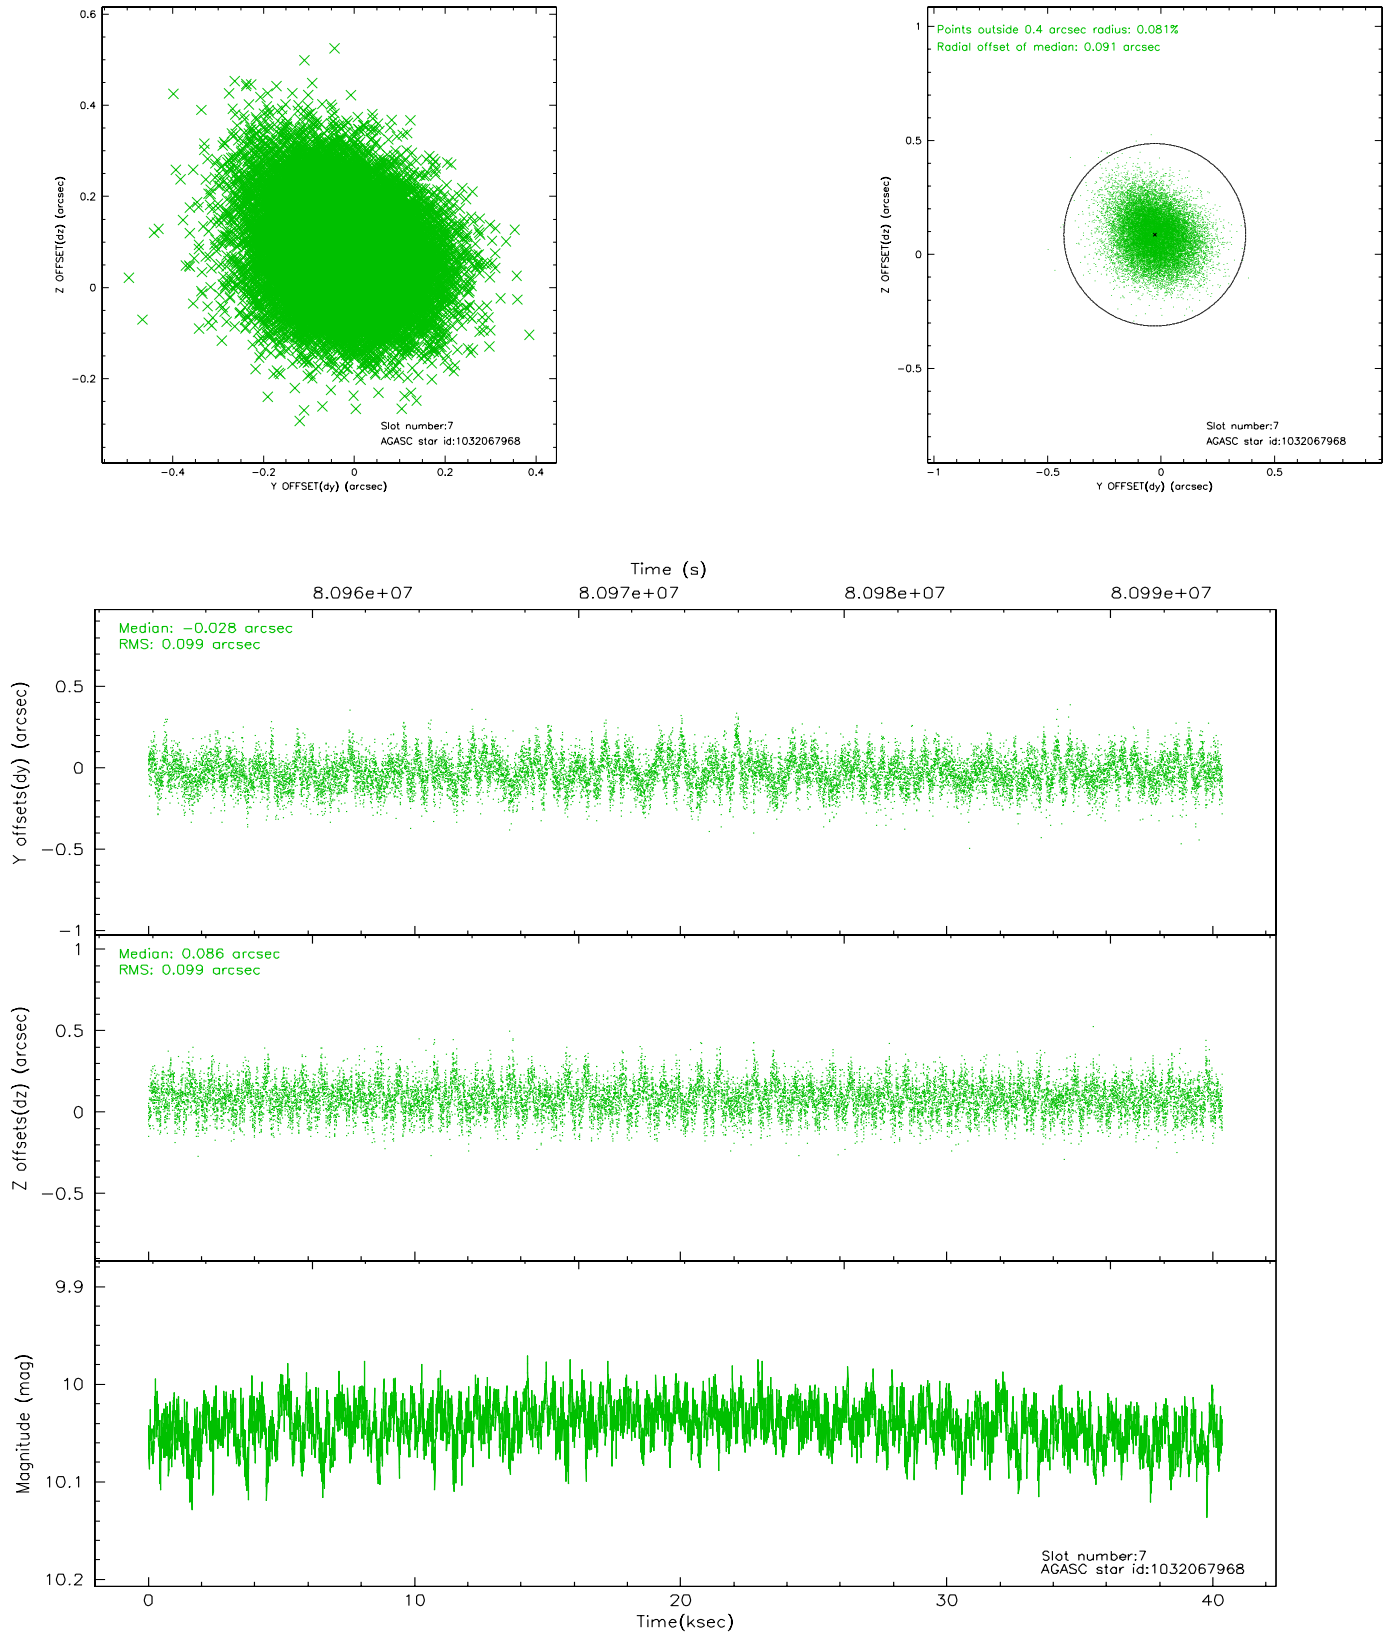 0.6
0.4
0.2
0
−0.2
Z OFFSET(dz) (arcsec)
Slot number:7
AGASC star id:1032067968
−0.4
−0.2
0
0.2
0.4
Y OFFSET(dy) (arcsec)
Points outside 0.4 arcsec radius: 0.081%
Radial offset of median: 0.091 arcsec
1
0.5
0
−0.5
Z OFFSET(dz) (arcsec)
Slot number:7
AGASC star id:1032067968
−1
−0.5
0
0.5
Y OFFSET(dy) (arcsec)
Time (s)
8.096e+07
8.097e+07
8.098e+07
8.099e+07
Median: −0.028 arcsec
RMS: 0.099 arcsec
0.5
0
−0.5
−1
Y offsets(dy) (arcsec)
Median: 0.086 arcsec
RMS: 0.099 arcsec
1
0.5
0
−0.5
Z offsets(dz) (arcsec)
9.9
10
10.1
10.2
Magnitude (mag)
Slot number:7
AGASC star id:1032067968
0
10
20
30
40
Time(ksec)